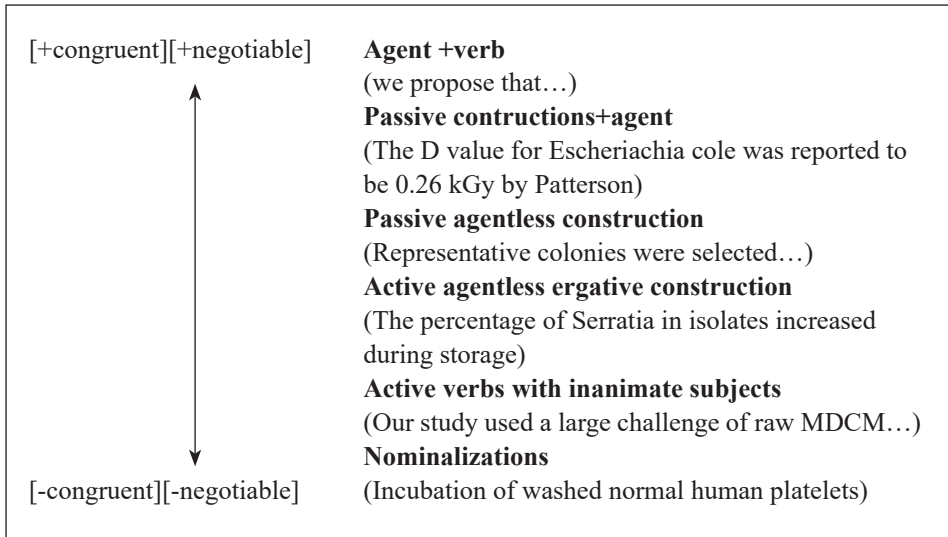 [+congruent][+negotiable] Agent +verb
(we propose that…)
Passive contructions+agent
(The D value for Escheriachia cole was reported to
be 0.26 kGy by Patterson)
Passive agentless construction
(Representative colonies were selected…)
Active agentless ergative construction
(The percentage of Serratia in isolates increased
during storage)
Active verbs with inanimate subjects
(Our study used a large challenge of raw MDCM…)
Nominalizations
[-congruent][-negotiable] (Incubation of washed normal human platelets)